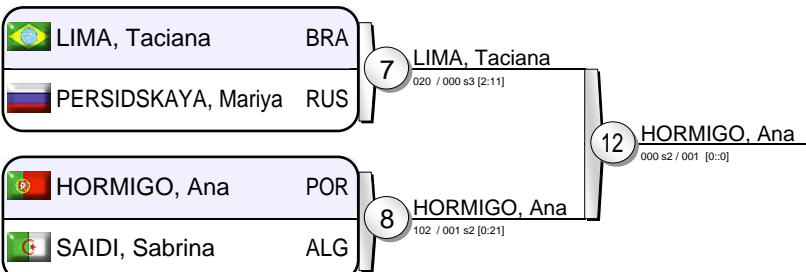 LIMA, Taciana BRA
PERSIDSKAYA, Mariya RUS
7
LIMA, Taciana
020 / 000 s3 [2:11]
12
HORMIGO, Ana
000 s2 / 001 [0::0]
HORMIGO, Ana POR
SAIDI, Sabrina ALG
8
HORMIGO, Ana
102 / 001 s2 [0:21]